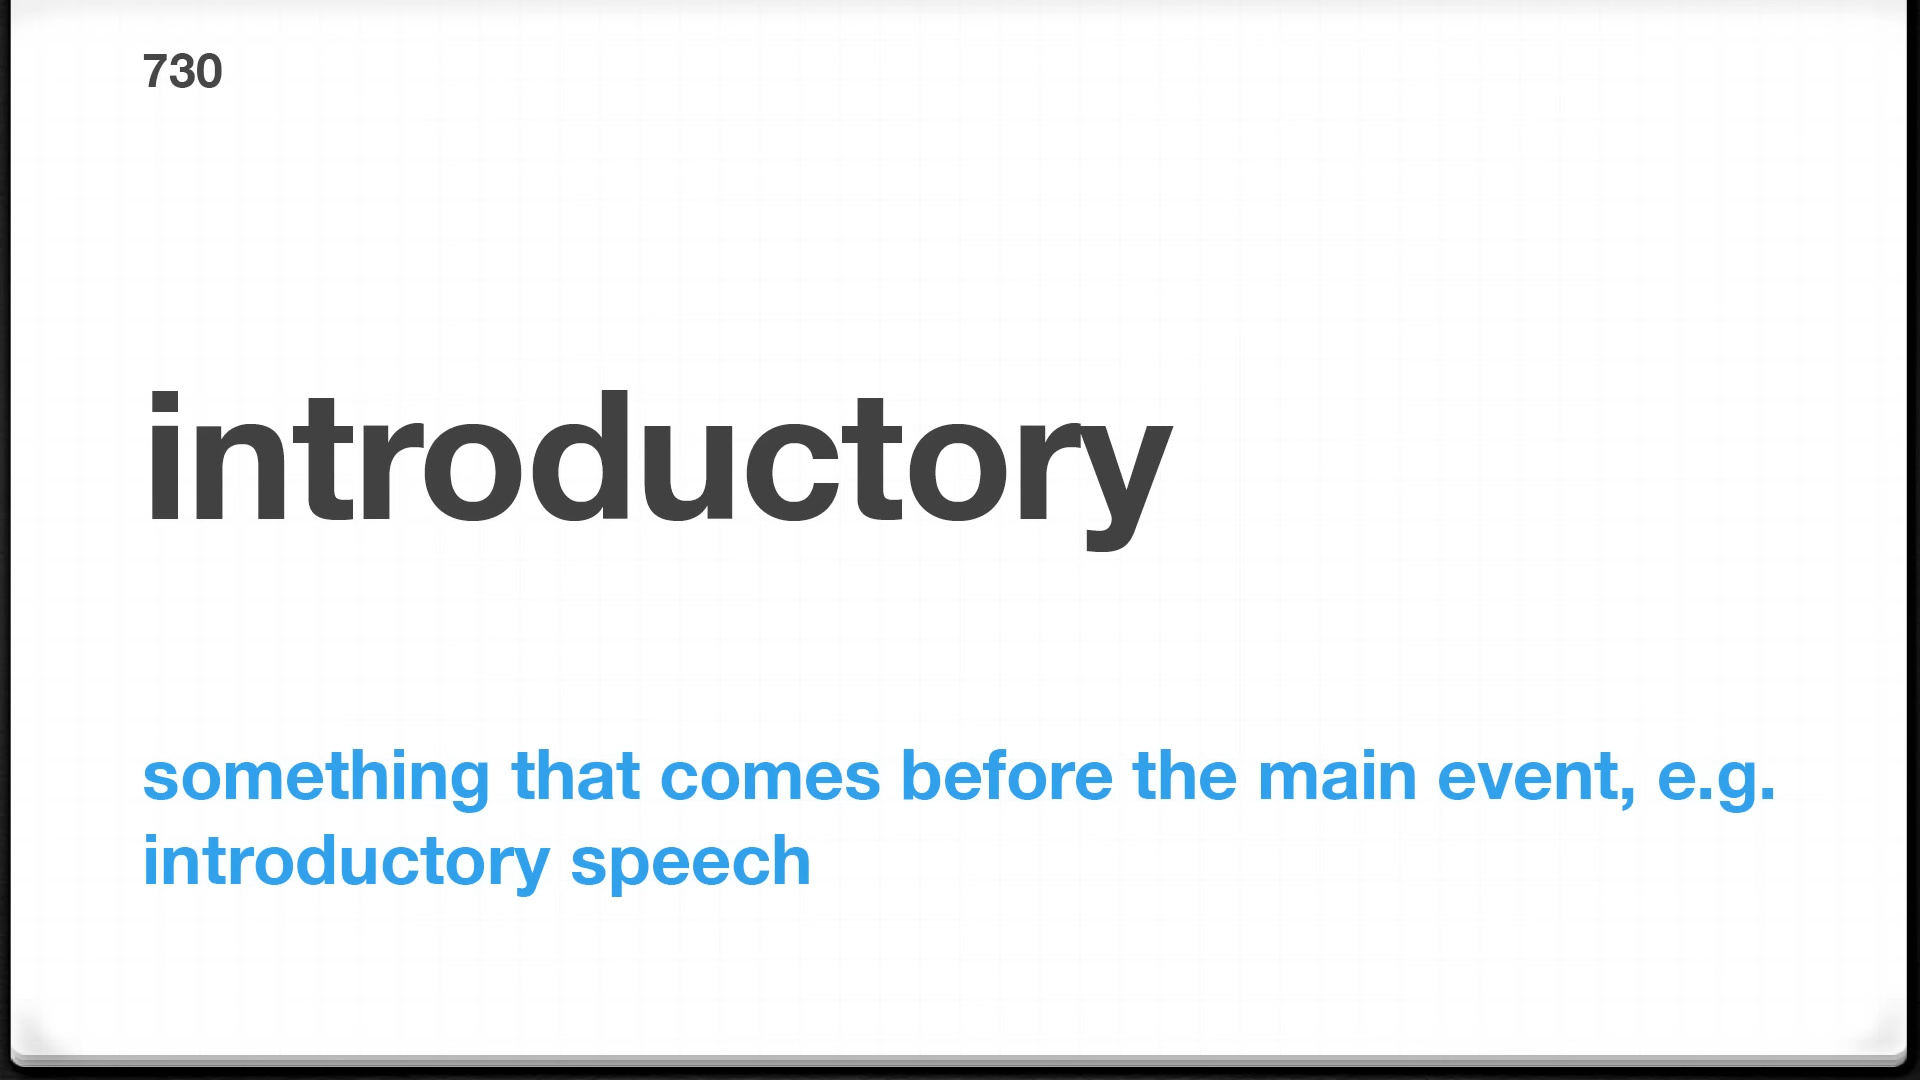 730
introductory
something that comes before the main event, e.g.
introductory speech